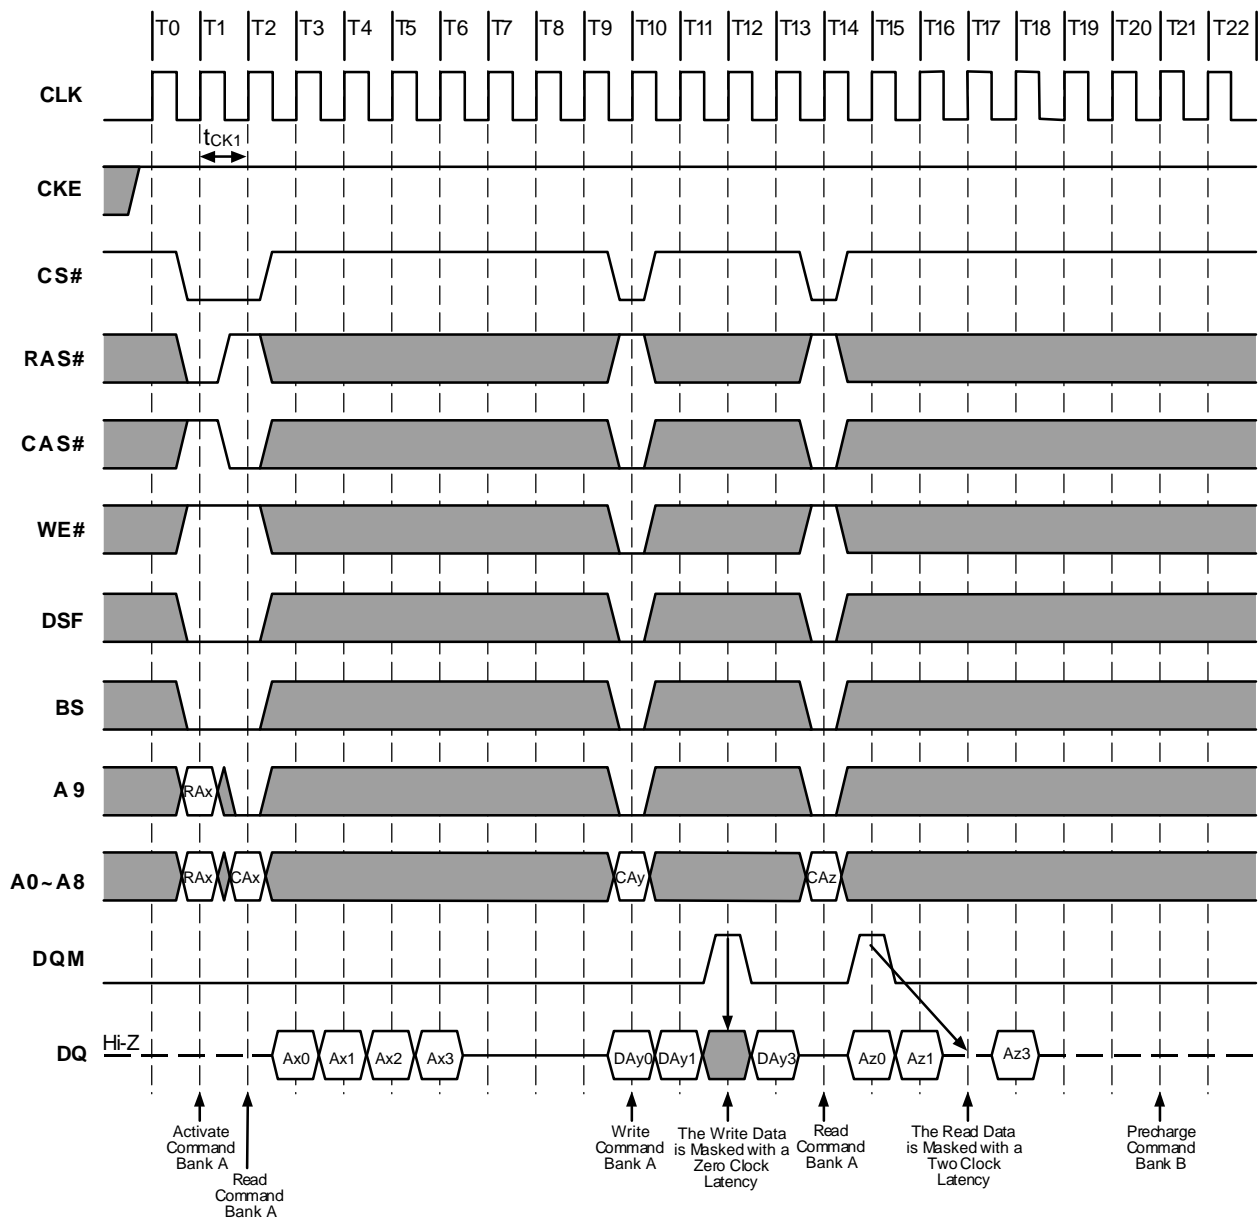 T0 T1 T2 T3 T4 T5 T6 T7 T8 T9 T10 T11 T12 T13 T14 T15 T16 T17 T18 T19 T20 T21 T22
CLK
tCK1
CKE
CS#
RAS#
CAS#
WE#
DSF
BS
A9
RAx
A0~A8
RAx CAx CAy CAz
DQM
DQ
Hi-Z
Ax0 Ax1 Ax2 Ax3 DAy0 DAy1 DAy3 Az0 Az1 Az3
Activate
Command
Bank A
Read
Command
Bank A
Write
Command
Bank A
The Write Data
is Masked with a
Zero Clock
Latency
Read
Command
Bank A
The Read Data
is Masked with a
Two Clock
Latency
Precharge
Command
Bank B